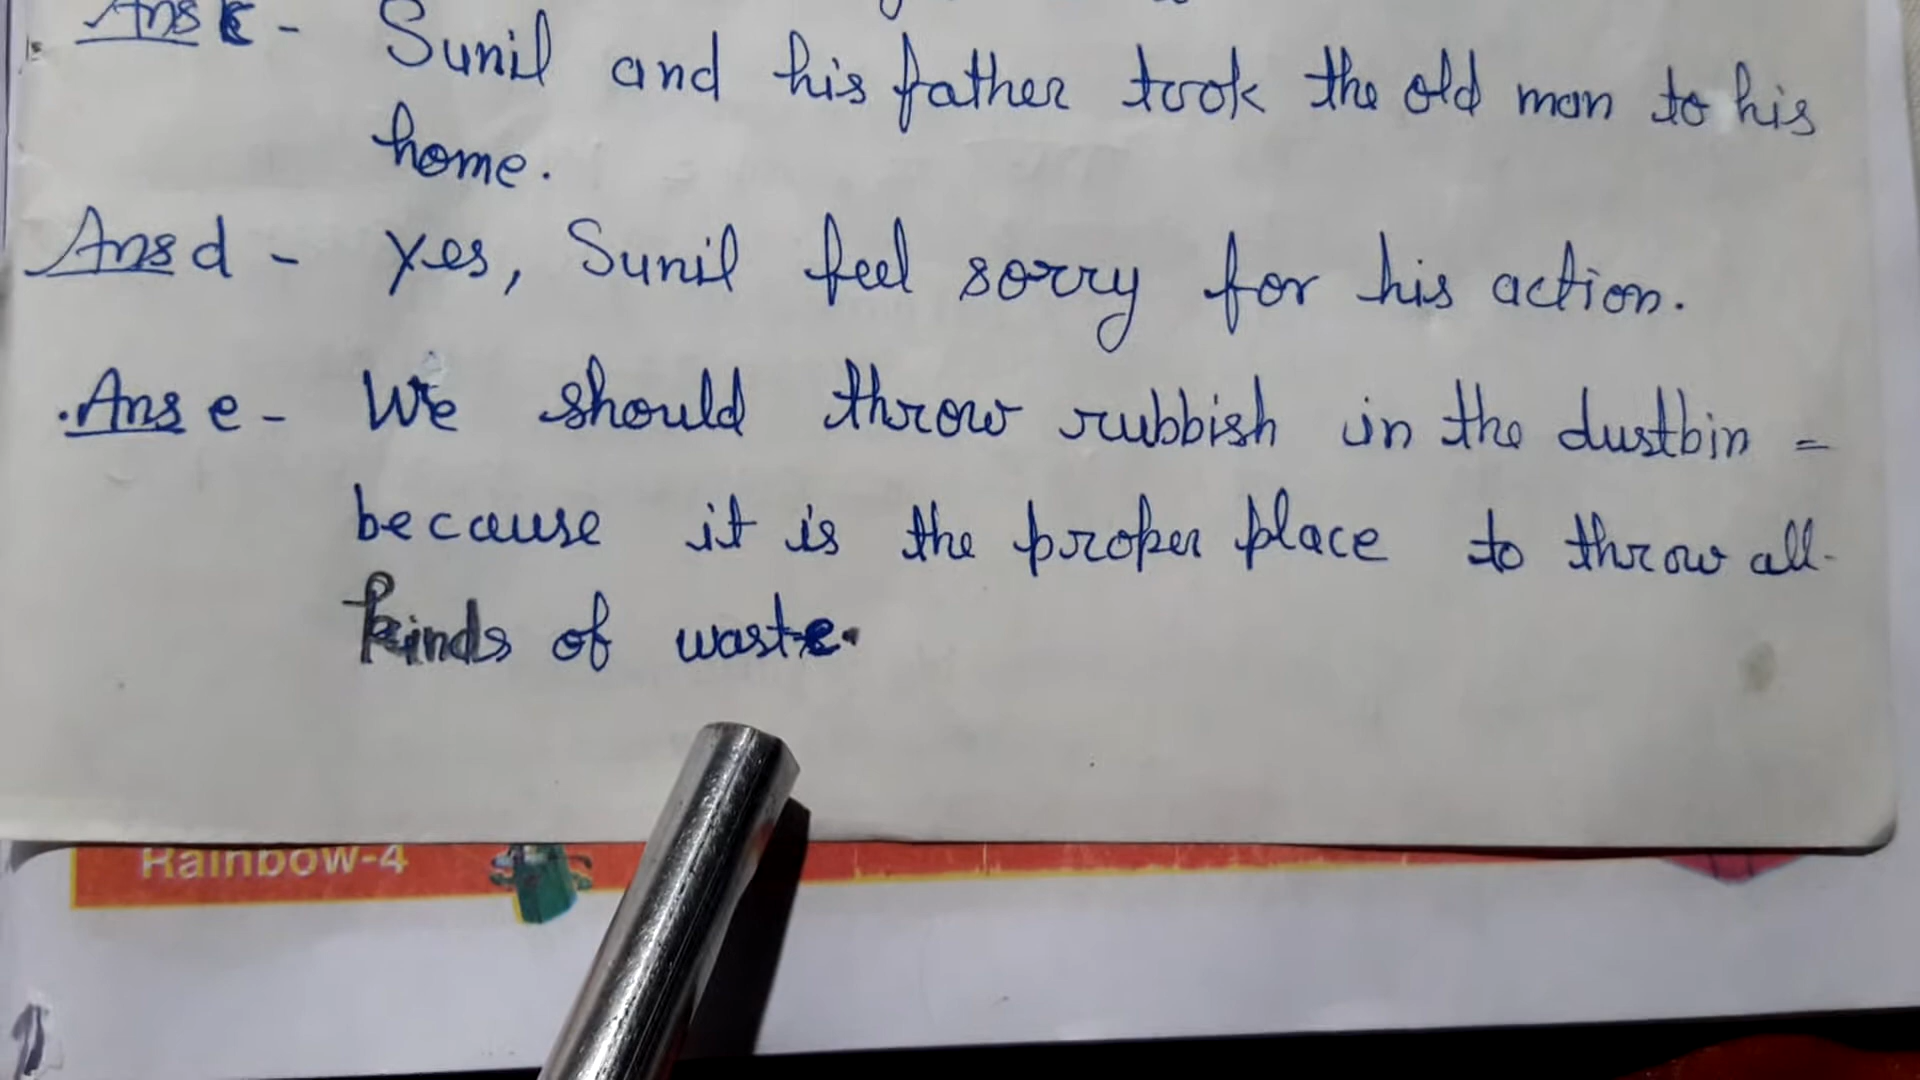 Ans c - Sunil and his father took the old man to his
home.
Ans d - Yes, Sunil feel sorry for his action.
Ans e - We should throw rubbish in the dustbin =
because it is the proper place to throw all-
kinds of waste.
Rainbow-4